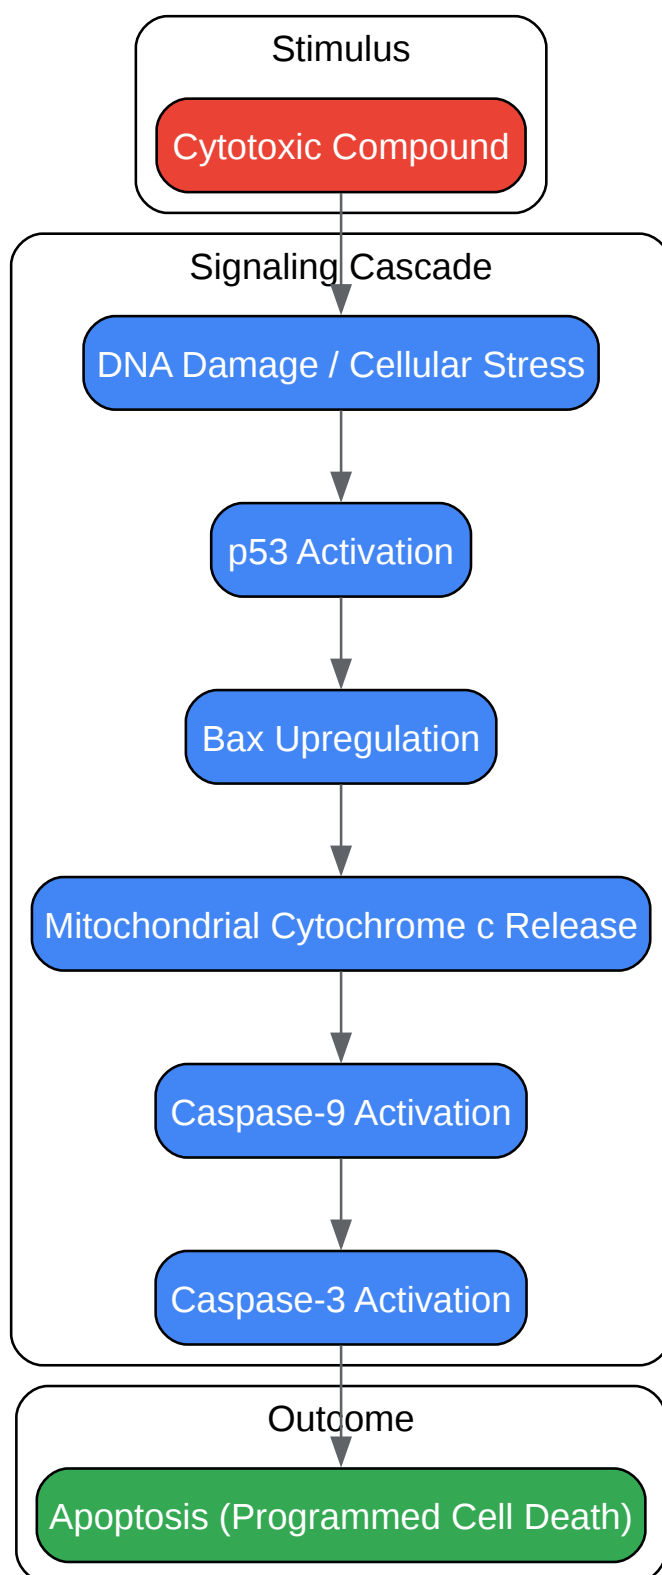 Stimulus
Cytotoxic Compound
Signaling Cascade
DNA Damage / Cellular Stress
p53 Activation
Bax Upregulation
Mitochondrial Cytochrome c Release
Caspase-9 Activation
Caspase-3 Activation
Outcome
Apoptosis (Programmed Cell Death)